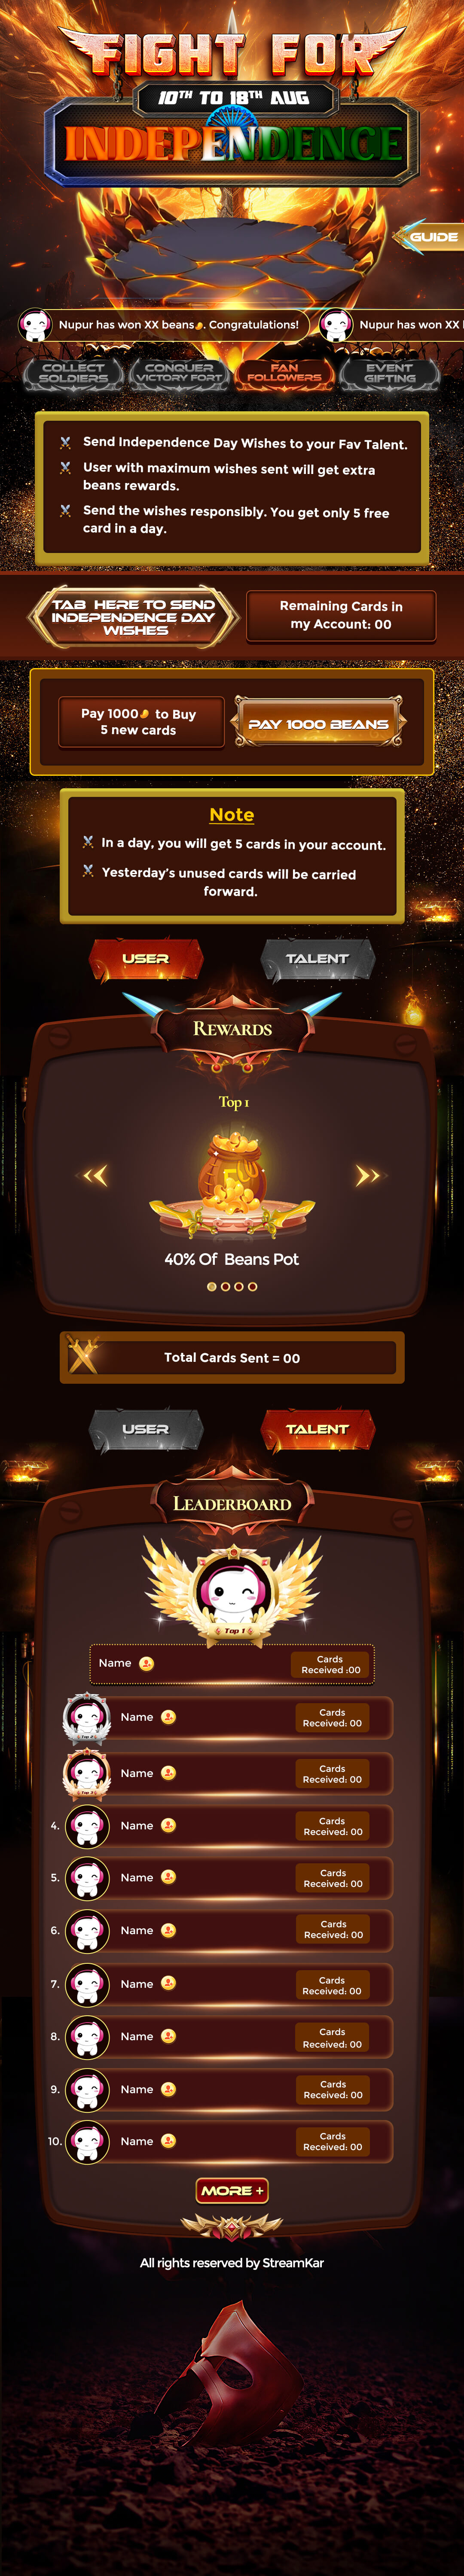 FIGHT FOR
10TH TO 18TH AUG
INDEPENDENCE
GUIDE
Nupur has won XX beans. Congratulations!
Nupur has won XX
COLLECT
SOLDIERS
CONQUER
VICTORY FORT
FAN
FOLLOWERS
EVENT
GIFTING
Send Independence Day Wishes to your Fav Talent.
User with maximum wishes sent will get extra
beans rewards.
Send the wishes responsibly. You get only 5 free
card in a day.
TAB HERE TO SEND
INDEPENDENCE DAY
WISHES
Remaining Cards in
my Account: 00
Pay 1000 to Buy
5 new cards
PAY 1000 BEANS
Note
In a day, you will get 5 cards in your account.
Yesterday's unused cards will be carried
forward.
USER
TALENT
REWARDS
Top 1
40% Of Beans Pot
Total Cards Sent = 00
USER
TALENT
LEADERBOARD
Top 1
Name
Cards
Received :00
Top 2
Name
Cards
Received: 00
Top 3
Name
Cards
Received: 00
4.
Name
Cards
Received: 00
5.
Name
Cards
Received: 00
6.
Name
Cards
Received: 00
7.
Name
Cards
Received: 00
8.
Name
Cards
Received: 00
9.
Name
Cards
Received: 00
10.
Name
Cards
Received: 00
MORE +
All rights reserved by StreamKar